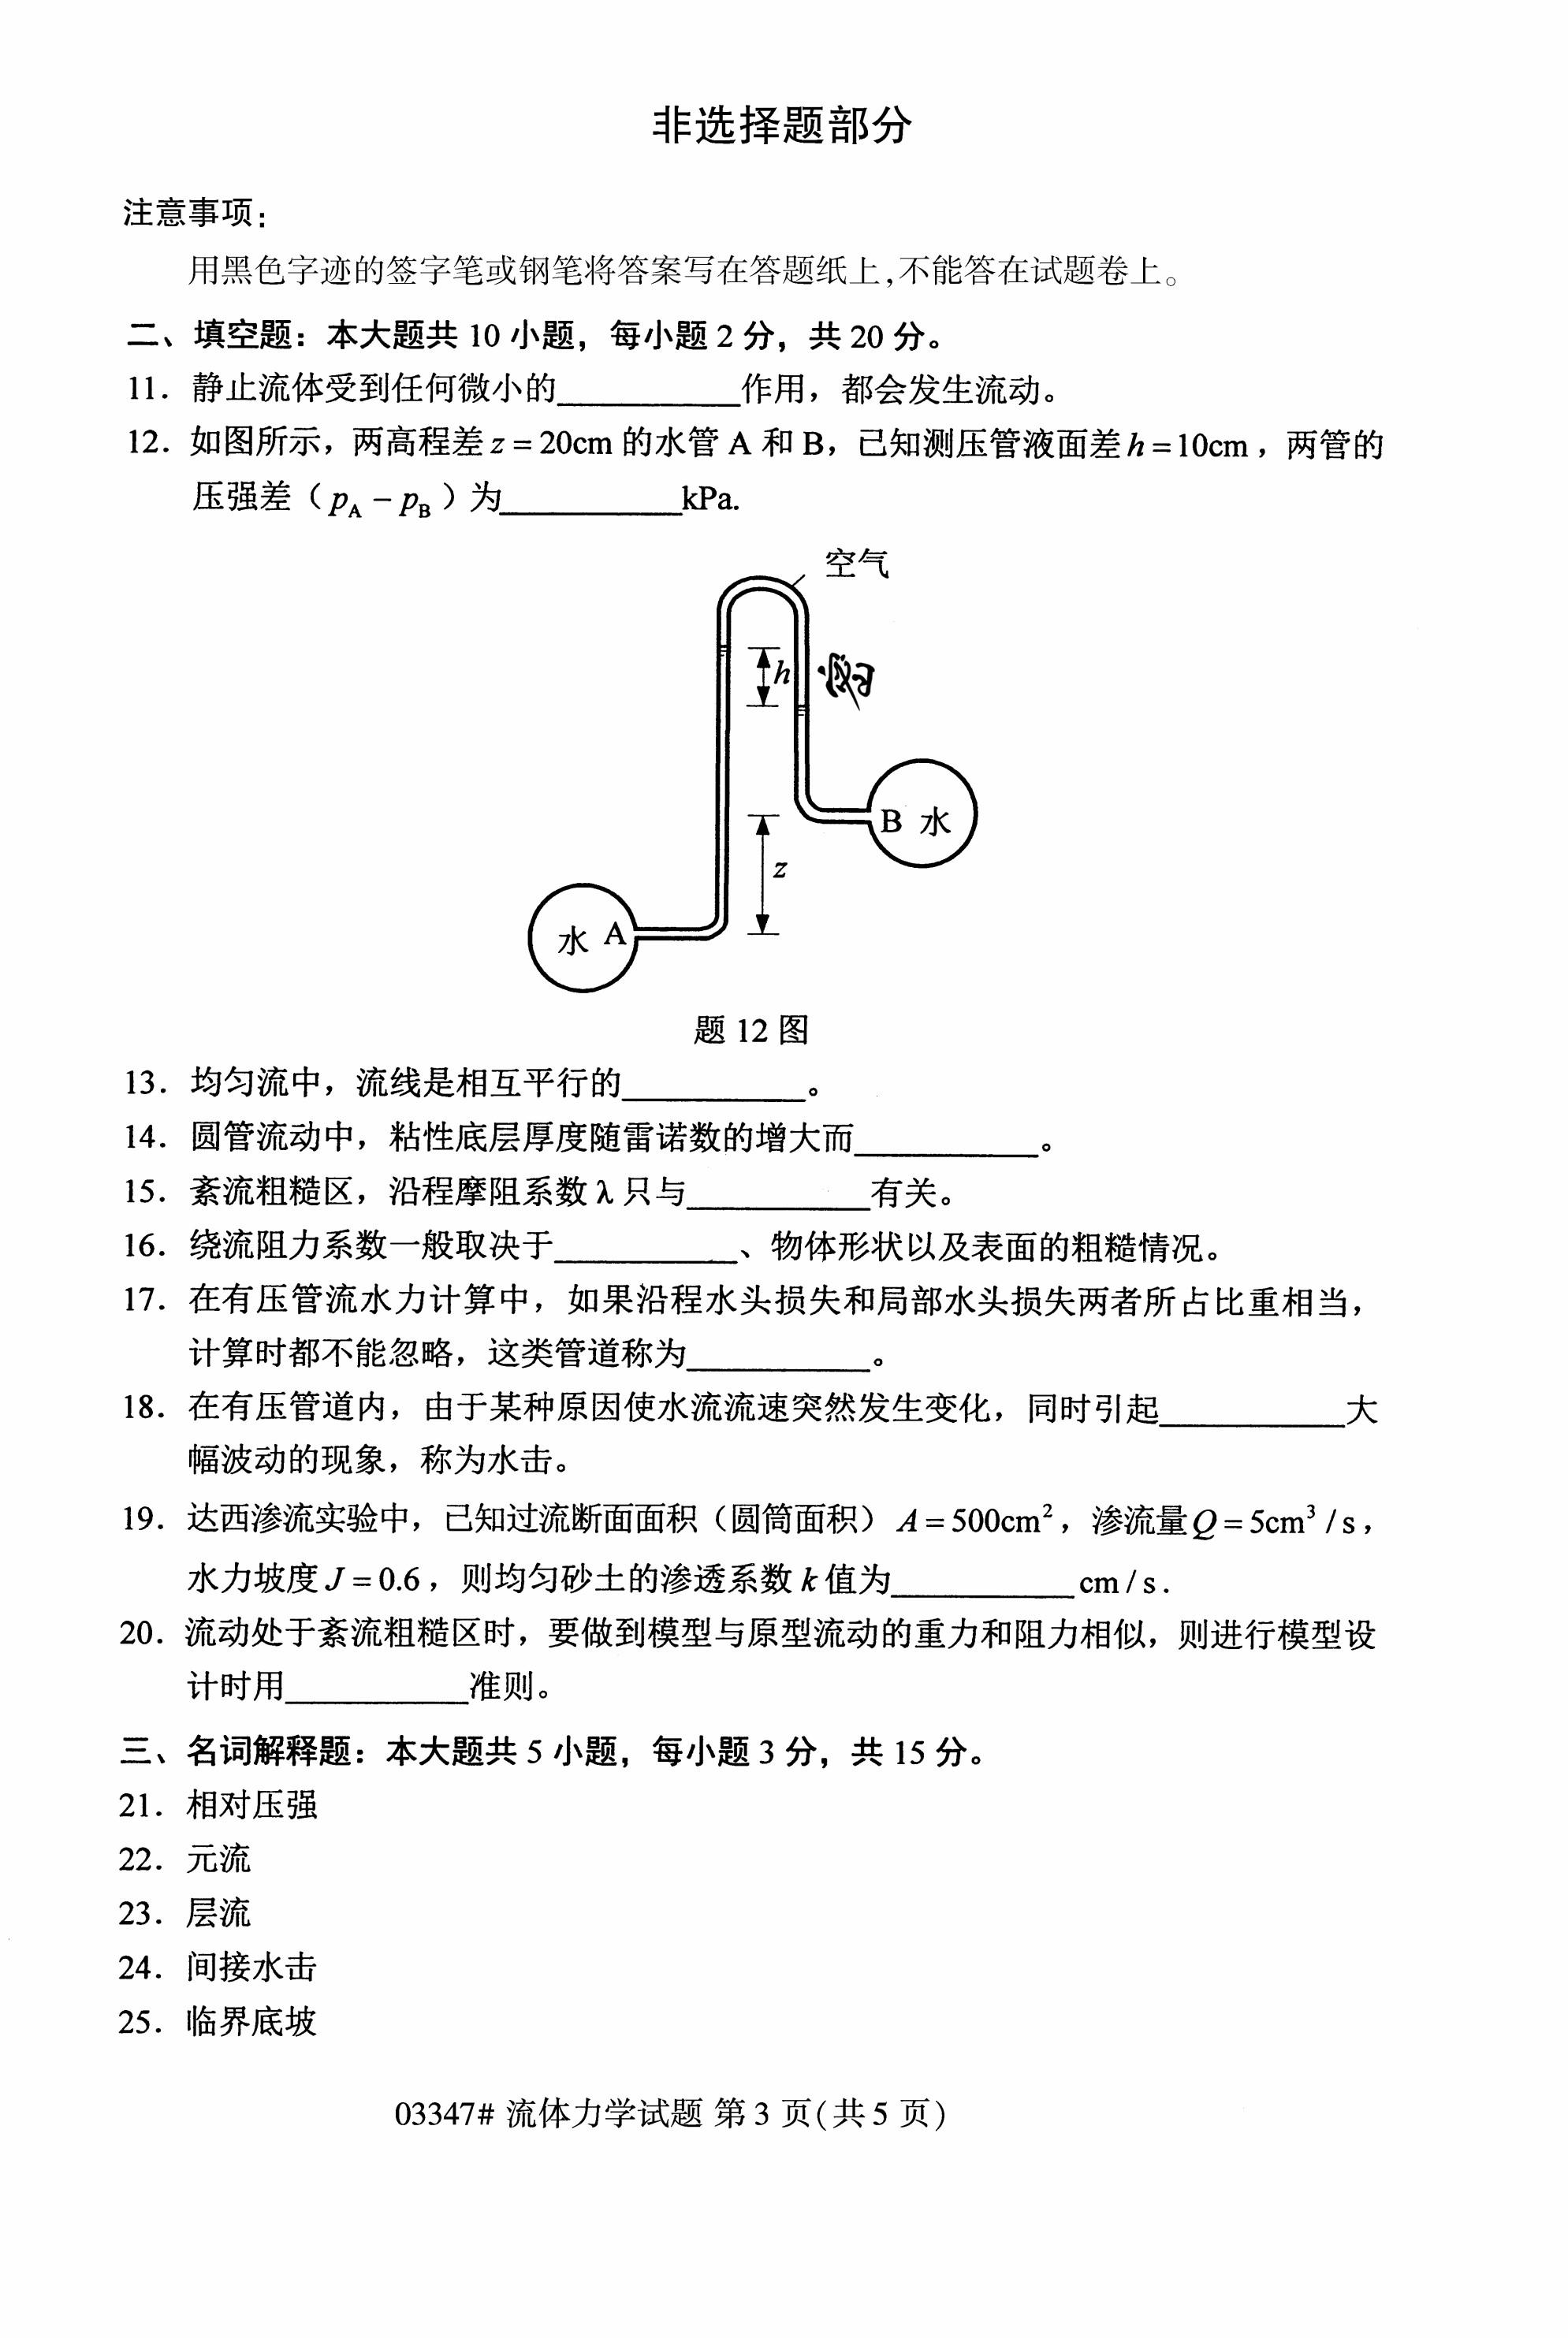 非选择题部分
注意事项:
用黑色字迹的签字笔或钢笔将答案写在答题纸上,不能答在试题卷上。
二、填空题：本大题共 10 小题，每小题 2 分，共 20 分。
11．静止流体受到任何微小的__________作用，都会发生流动。
12．如图所示，两高程差 z = 20cm 的水管 A 和 B，已知测压管液面差 h = 10cm，两管的
压强差（p_A − p_B）为__________kPa.
空气
h
密
B 水
z
水 A
题 12 图
13．均匀流中，流线是相互平行的__________。
14．圆管流动中，粘性底层厚度随雷诺数的增大而__________。
15．紊流粗糙区，沿程摩阻系数 λ 只与__________有关。
16．绕流阻力系数一般取决于__________、物体形状以及表面的粗糙情况。
17．在有压管流水力计算中，如果沿程水头损失和局部水头损失两者所占比重相当，
计算时都不能忽略，这类管道称为__________。
18．在有压管道内，由于某种原因使水流流速突然发生变化，同时引起__________大
幅波动的现象，称为水击。
19．达西渗流实验中，已知过流断面面积（圆筒面积）A = 500cm²，渗流量 Q = 5cm³ / s，
水力坡度 J = 0.6，则均匀砂土的渗透系数 k 值为__________cm / s.
20．流动处于紊流粗糙区时，要做到模型与原型流动的重力和阻力相似，则进行模型设
计时用__________准则。
三、名词解释题：本大题共 5 小题，每小题 3 分，共 15 分。
21．相对压强
22．元流
23．层流
24．间接水击
25．临界底坡
03347# 流体力学试题 第 3 页(共 5 页)